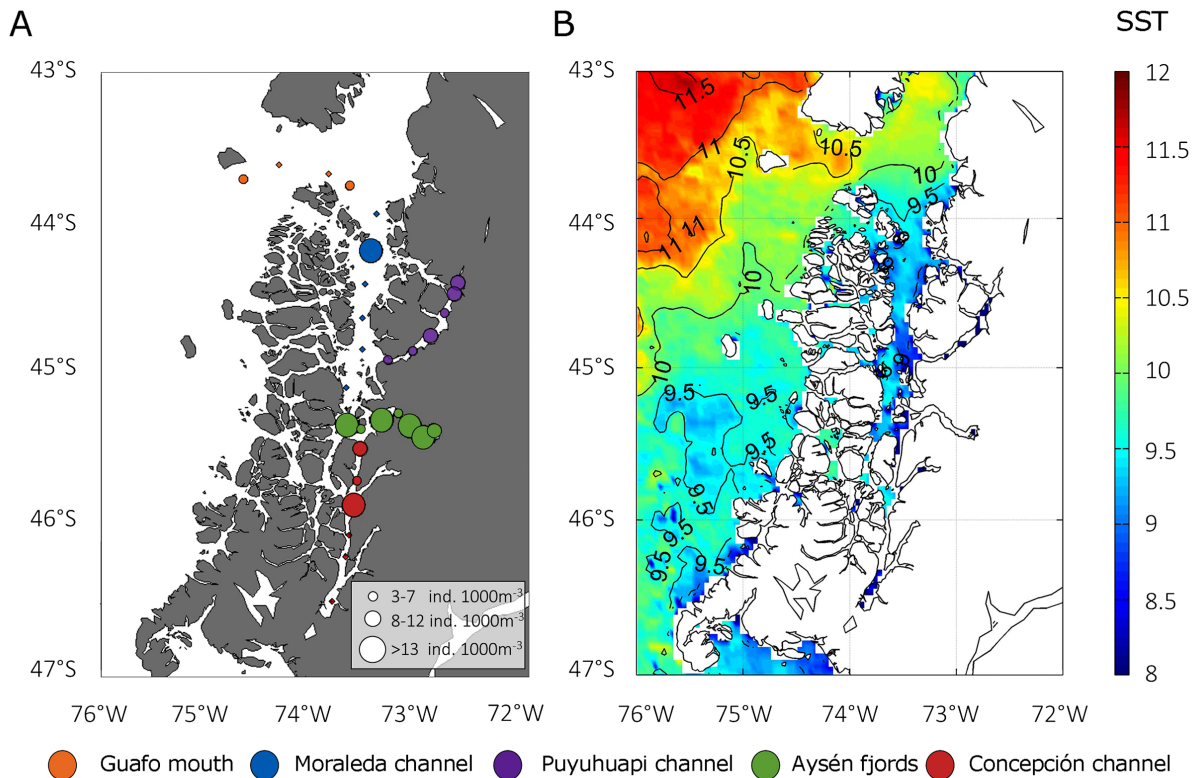 A
B
SST
43°S
44°S
45°S
46°S
47°S
76°W
75°W
74°W
73°W
72°W
3-7 ind. 1000m-3
8-12 ind. 1000m-3
>13 ind. 1000m-3
43°S
44°S
45°S
46°S
47°S
76°W
75°W
74°W
73°W
72°W
11.5
11
10.5
10.5
10
9.5
11
11
10
9
10
9.5
9.5
9.5
9.5
9.5
9.5
9.5
12
11.5
11
10.5
10
9.5
9
8.5
8
Guafo mouth
Moraleda channel
Puyuhuapi channel
Aysén fjords
Concepción channel